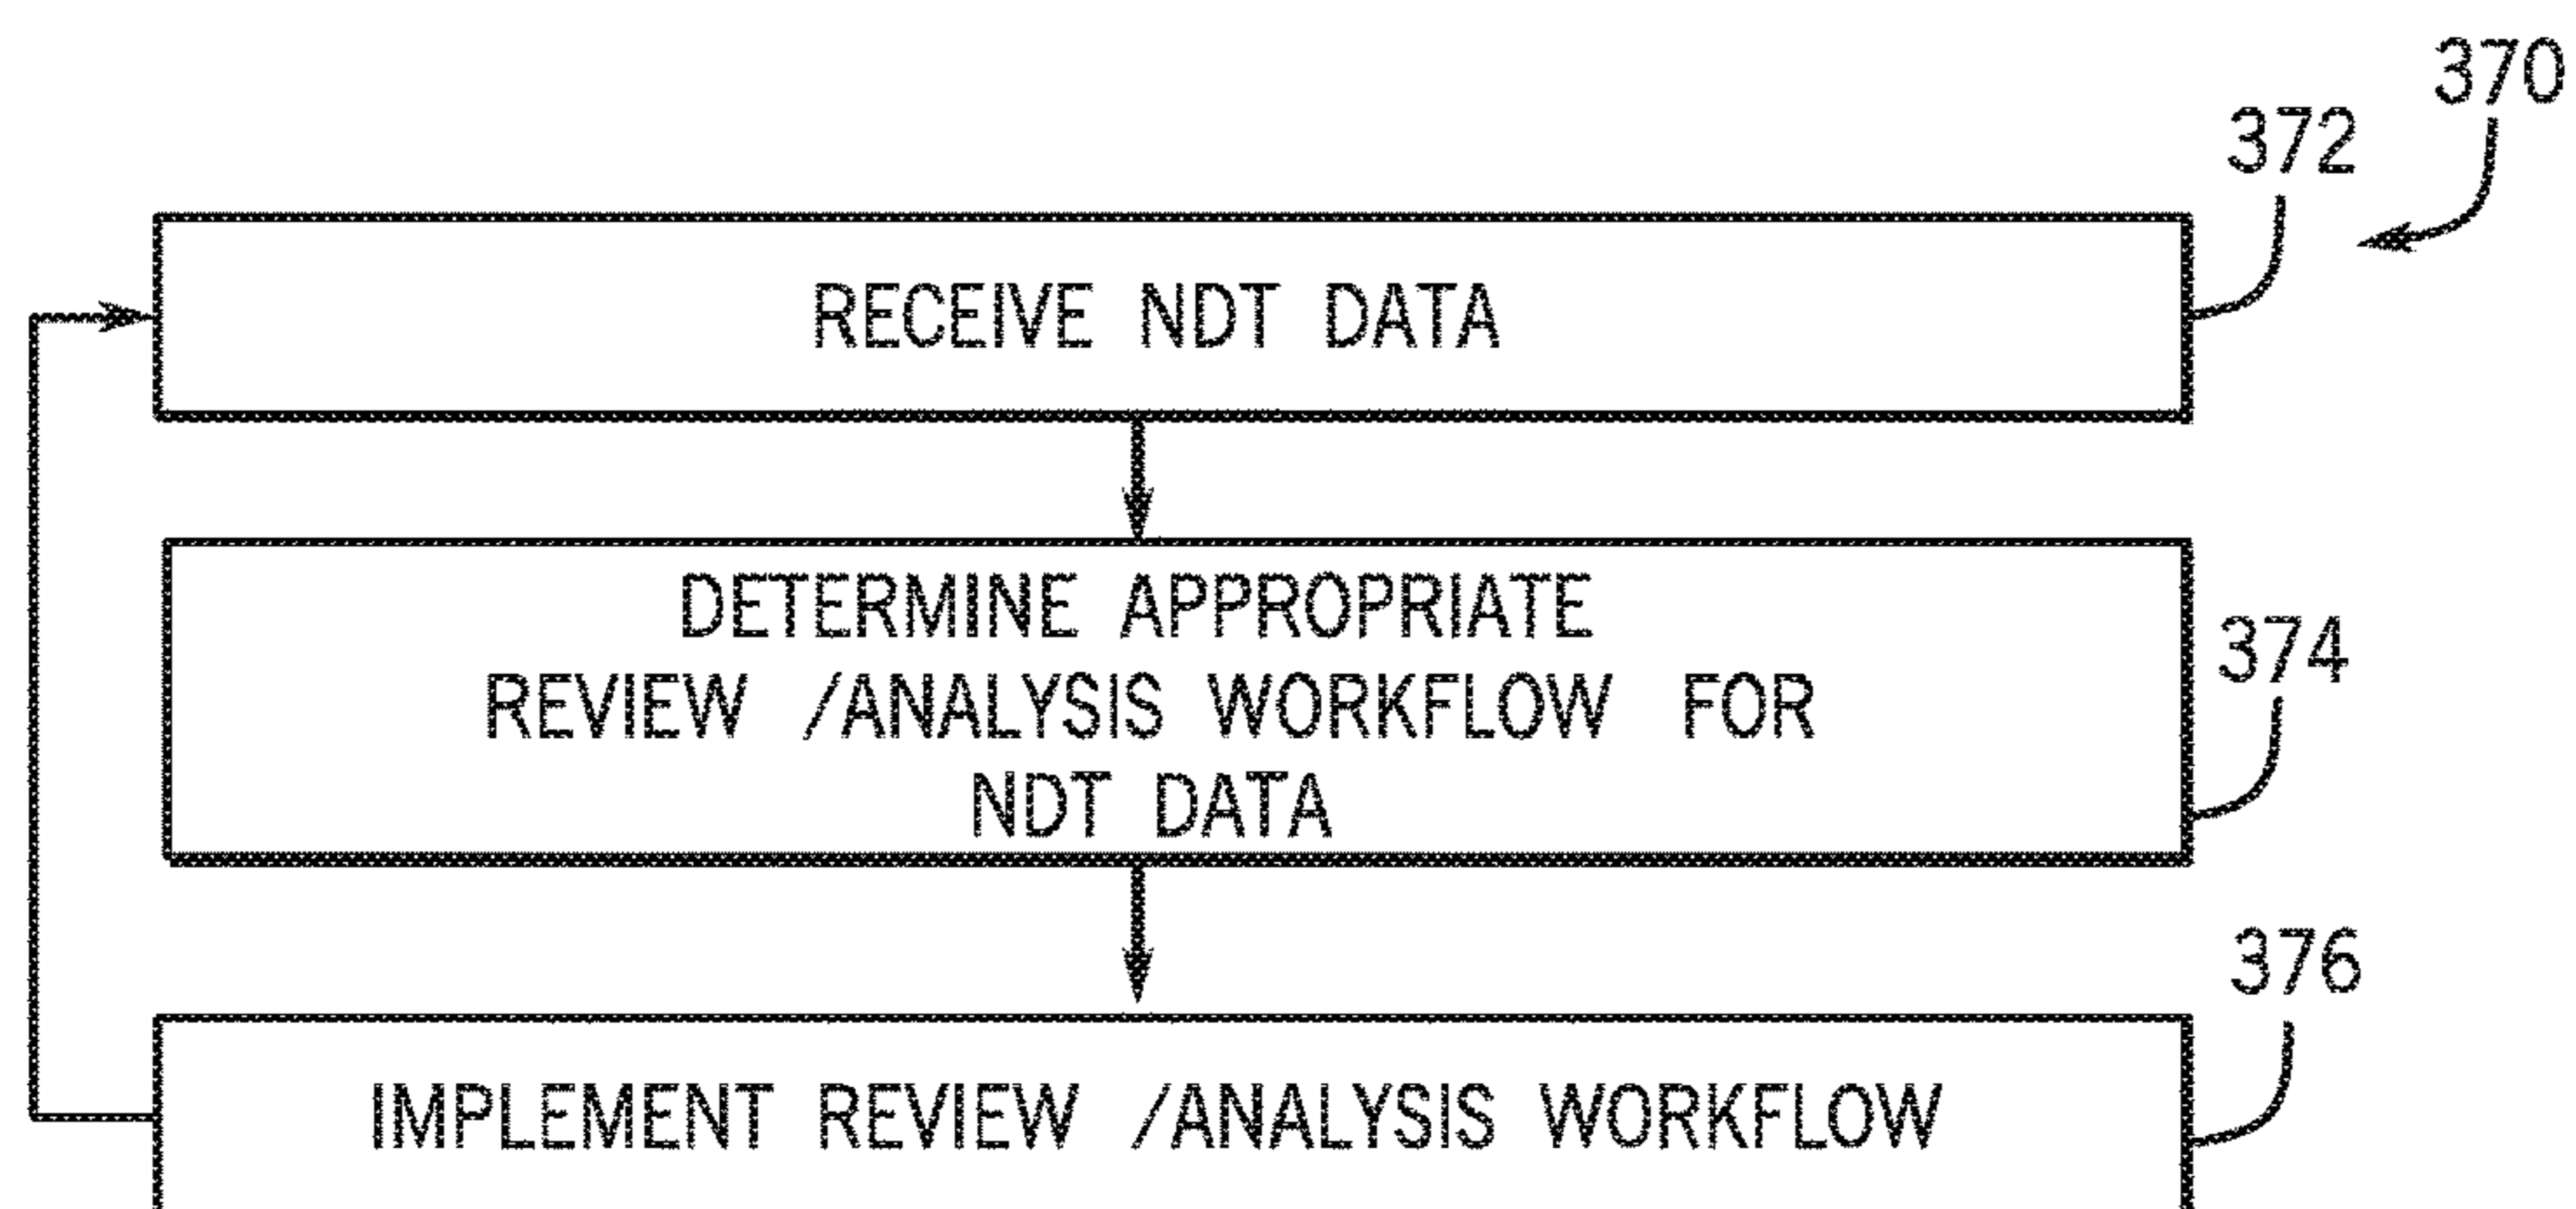 370
372
RECEIVE NDT DATA
DETERMINE APPROPRIATE
REVIEW /ANALYSIS WORKFLOW FOR
NDT DATA
374
376
IMPLEMENT REVIEW /ANALYSIS WORKFLOW